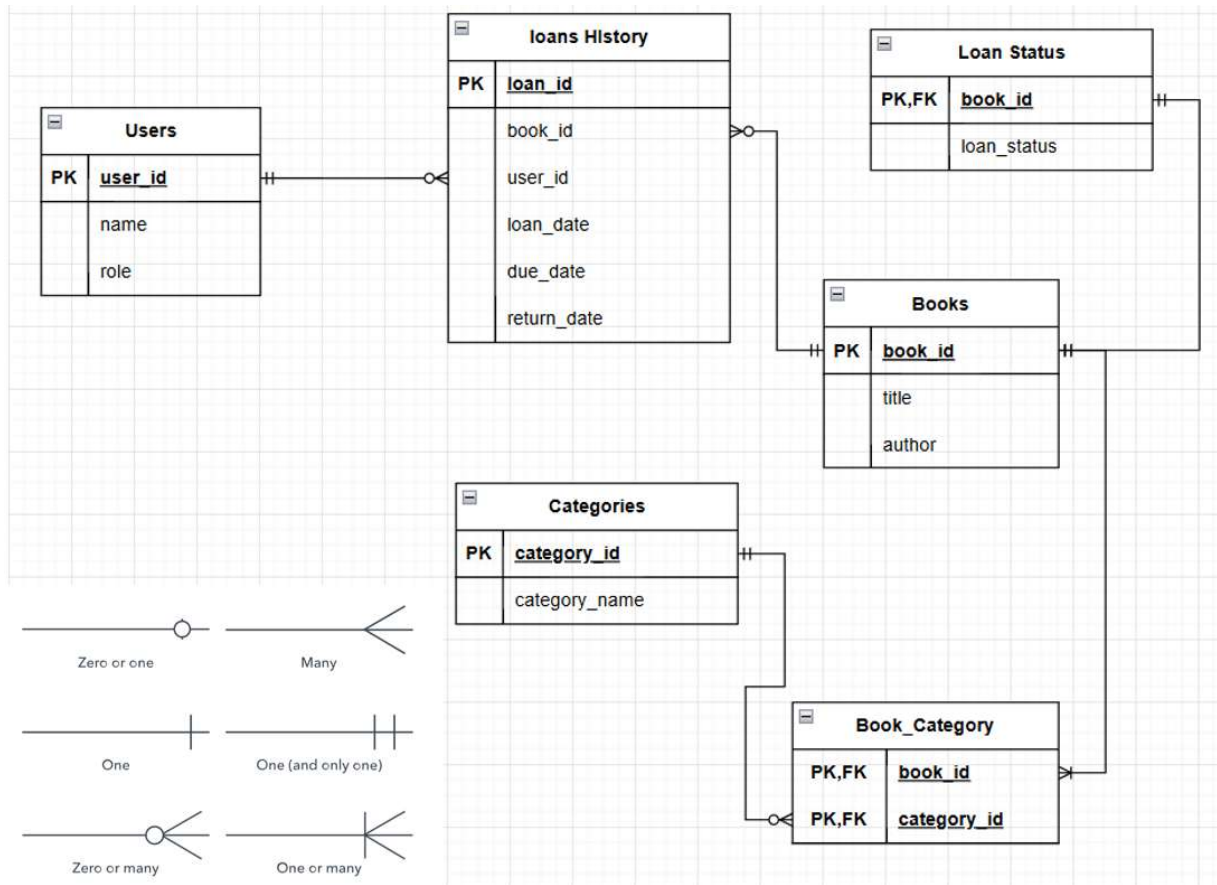 loans History
PK loan_id
book_id
user_id
loan_date
due_date
return_date
Loan Status
PK,FK book_id
loan_status
Users
PK user_id
name
role
Books
PK book_id
title
author
Categories
PK category_id
category_name
Book_Category
PK,FK book_id
PK,FK category_id
Zero or one
Many
One
One (and only one)
Zero or many
One or many